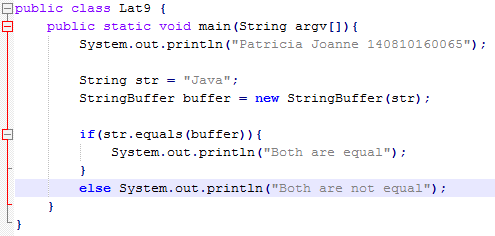 public class Lat9 {
    public static void main(String argv[]){
        System.out.println("Patricia Joanne 140810160065");
        String str = "Java";
        StringBuffer buffer = new StringBuffer(str);
        if(str.equals(buffer)){
            System.out.println("Both are equal");
        }
        else System.out.println("Both are not equal");
    }
}